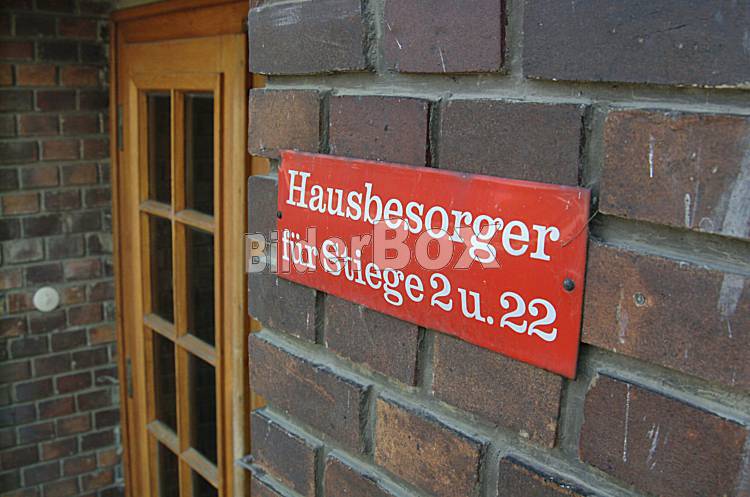 Hausbesorger
für Stiege 2 u. 22
BilderBox